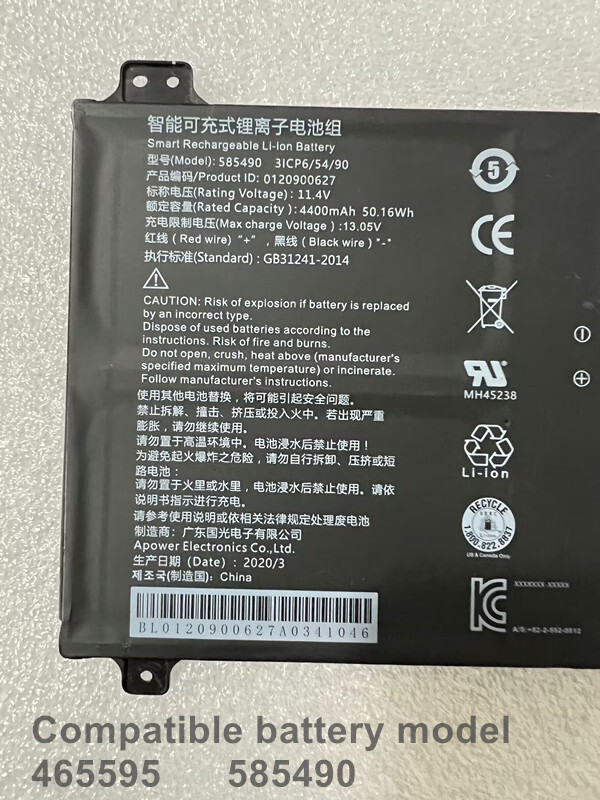 智能可充式锂离子电池组
Smart Rechargeable Li-Ion Battery
型号(Model): 585490 3ICP6/54/90
产品编码/Product ID: 0120900627
标称电压(Rating Voltage): 11.4V
额定容量(Rated Capacity): 4400mAh 50.16Wh
充电限制电压(Max charge Voltage) :13.05V
红线 (Red wire) "+" , 黑线 (Black wire) "-"
执行标准(Standard) : GB31241-2014
CAUTION: Risk of explosion if battery is replaced
by an incorrect type.
Dispose of used batteries according to the
instructions. Risk of fire and burns.
Do not open, crush, heat above (manufacturer's
specified maximum temperature) or incinerate.
Follow manufacturer's instructions.
使用其他电池替换，将可能引起安全问题。
禁止拆解、撞击、挤压或投入火中。若出现严重
膨胀，请勿继续使用。
请勿置于高温环境中。电池浸水后禁止使用！
为避免起火爆炸之危险，请勿自行拆卸、压挤或短
路电池：
请勿置于火里或水里，电池浸水后禁止使用。请依
说明书指示进行充电。
请参考使用说明或依相关法律规定处理废电池
制造商：广东国光电子有限公司
Apower Electronics Co.,Ltd.
生产日期（Date）: 2020/3
제조국(制造国): China
BL0120900627A0341046
5
CE
MH45238
Li-Ion
RECYCLE
1.800.822.8837
US & Canada Only
XXXXXXX-XXXXX
A/S:+82-2-552-8812
Compatible battery model
465595 585490